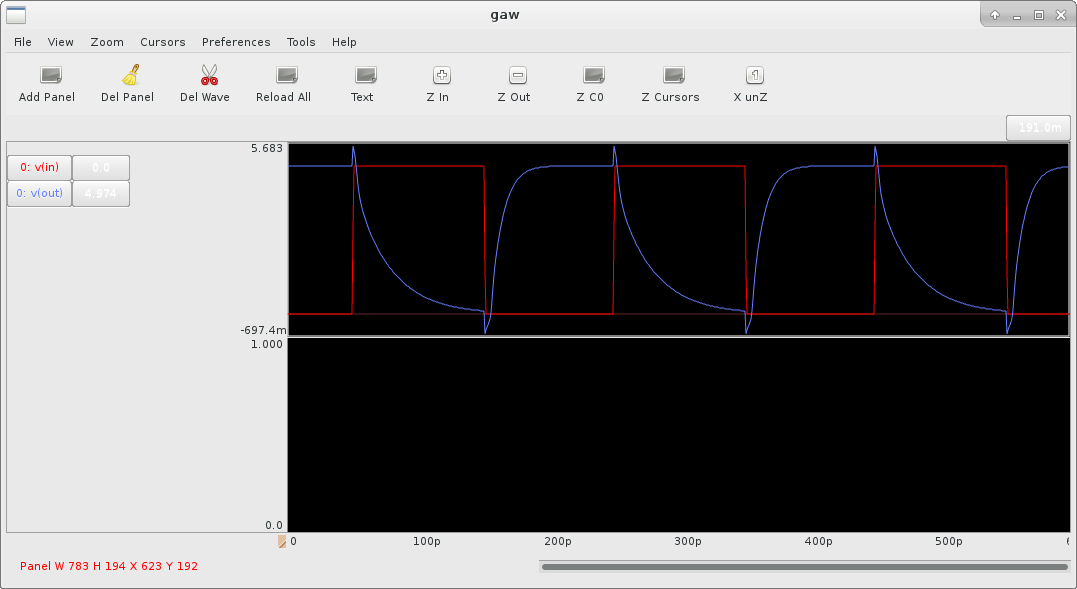 gaw
File View Zoom Cursors Preferences Tools Help
Add Panel Del Panel Del Wave Reload All Text Z In Z Out Z C0 Z Cursors X unZ
191.0m
5.683
0: v(in) 0.0
0: v(out) 4.974
-697.4m
1.000
0.0
0 100p 200p 300p 400p 500p 6
Panel W 783 H 194 X 623 Y 192